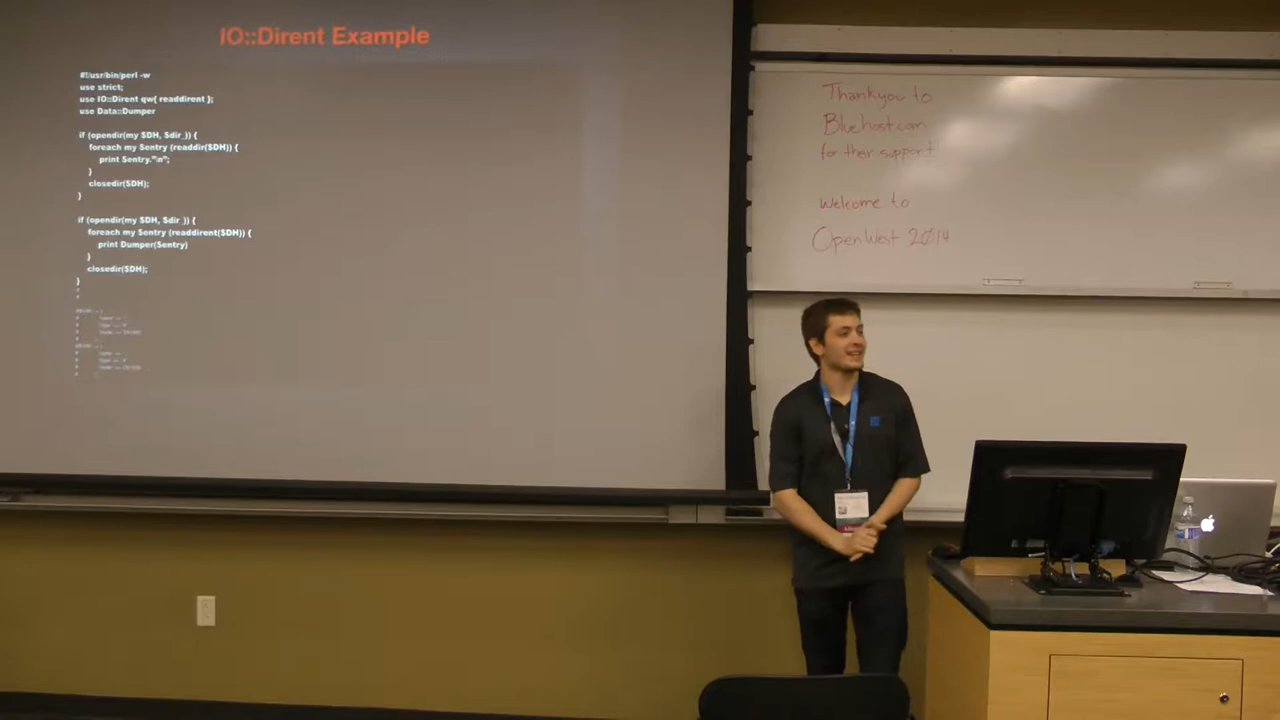 IO::Dirent Example
#!/usr/bin/perl -w
use strict;
use IO::Dirent qw{ readdirent };
use Data::Dumper
if (opendir(my $DH, $dir )) {
foreach my $entry (readdir($DH)) {
print $entry."\n";
}
closedir($DH);
}
if (opendir(my $DH, $dir )) {
foreach my $entry (readdirent($DH)) {
print Dumper($entry)
}
closedir($DH);
}
Thankyou to
Bluehost.com
for ther support
Welcome to
OpenWest 2014